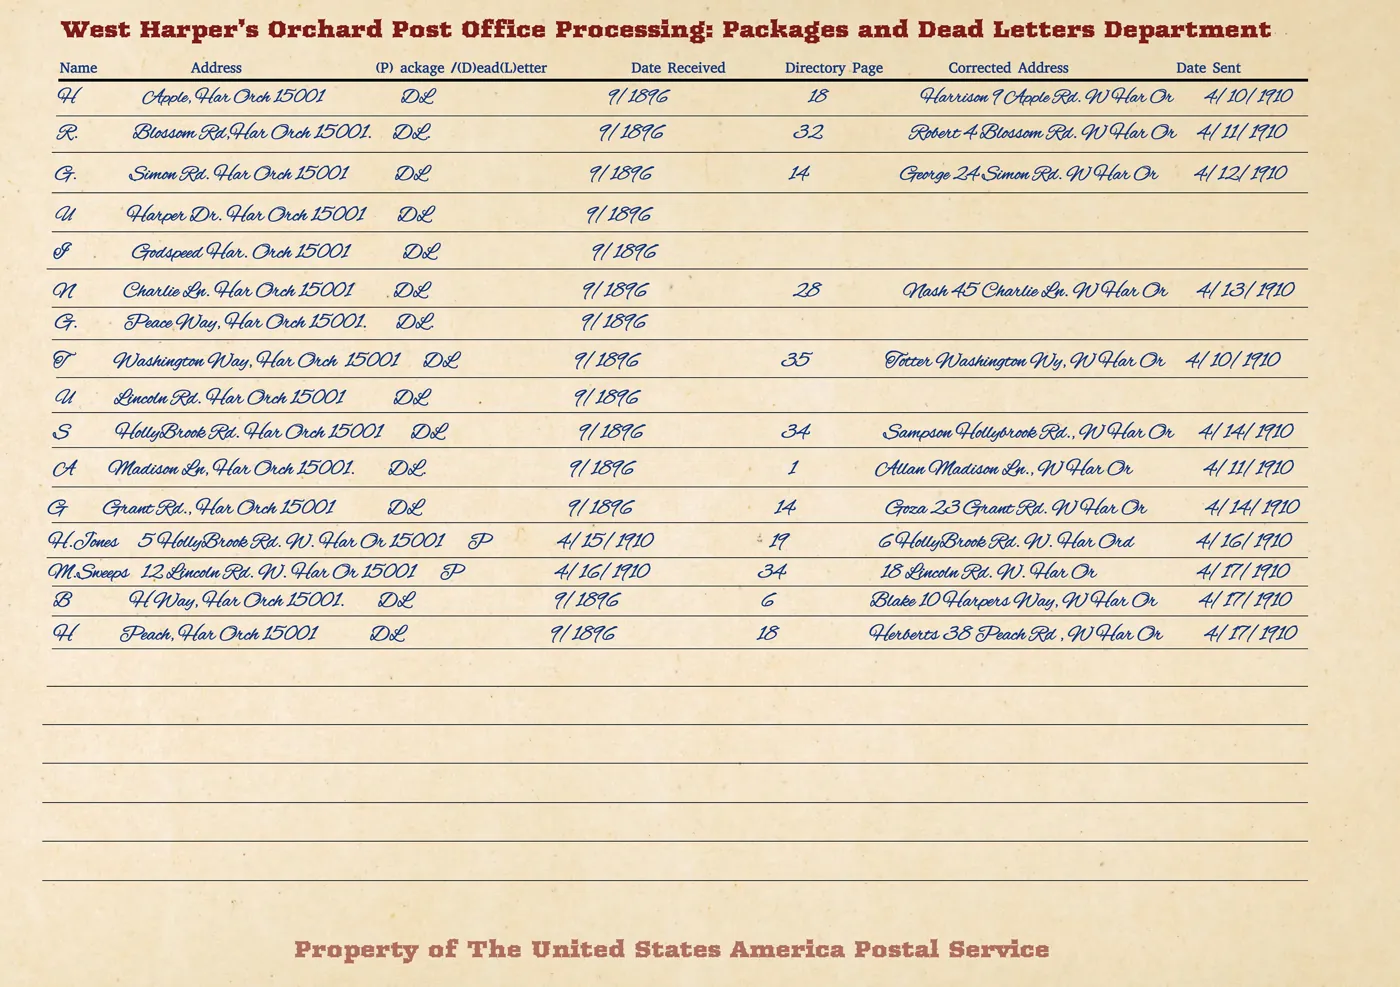 West Harper's Orchard Post Office Processing: Packages and Dead Letters Department
Name Address (P) ackage /(D)ead(L)etter Date Received Directory Page Corrected Address Date Sent
H Apple, Har Orch 15001 DL 9/1896 18 Harrison 9 Apple Rd. W Har Or 4/10/1910
R. Blossom Rd, Har Orch 15001. DL 9/1896 32 Robert 4 Blossom Rd. W Har Or 4/11/1910
G. Simon Rd. Har Orch 15001 DL 9/1896 14 George 24 Simon Rd. W Har Or 4/12/1910
U Harper Dr. Har Orch 15001 DL 9/1896
I Godspeed Har. Orch 15001 DL 9/1896
N Charlie Ln. Har Orch 15001 DL 9/1896 28 Nash 45 Charlie Ln. W Har Or 4/13/1910
G. Peace Way, Har Orch 15001. DL. 9/1896
T Washington Way, Har Orch 15001 DL 9/1896 35 Totter Washington Wy, W Har Or 4/10/1910
U Lincoln Rd. Har Orch 15001 DL 9/1896
S HollyBrook Rd. Har Orch 15001 DL 9/1896 34 Sampson Hollybrook Rd., W Har Or 4/14/1910
A Madison Ln, Har Orch 15001. DL. 9/1896 1 Allan Madison Ln., W Har Or 4/11/1910
G Grant Rd., Har Orch 15001 DL 9/1896 14 Goza 23 Grant Rd. W Har Or 4/14/1910
H.Jones 5 HollyBrook Rd. W. Har Or 15001 P 4/15/1910 19 6 HollyBrook Rd. W. Har Ord 4/16/1910
M.Sweeps 12 Lincoln Rd. W. Har Or 15001 P 4/16/1910 34 18 Lincoln Rd. W. Har Or 4/17/1910
B H Way, Har Orch 15001. DL 9/1896 6 Blake 10 Harpers Way, W Har Or 4/17/1910
H Peach, Har Orch 15001 DL 9/1896 18 Herberts 38 Peach Rd , W Har Or 4/17/1910
Property of The United States America Postal Service